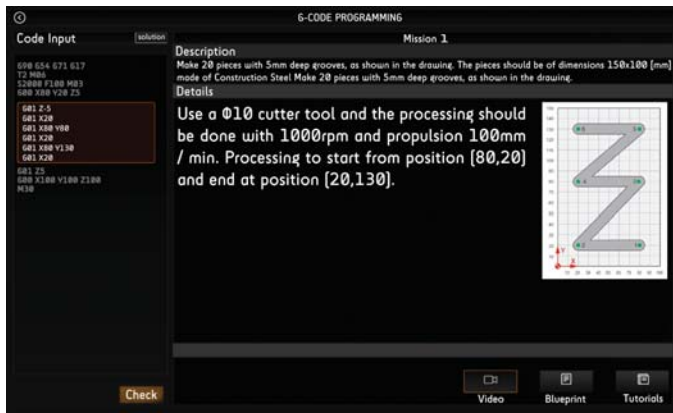 G-CODE PROGRAMMING
Code Input
solution
Mission 1
Description
Make 20 pieces with 5mm deep grooves, as shown in the drawing. The pieces should be of dimensions 150x100 [mm]
made of Construction Steel Make 20 pieces with 5mm deep grooves, as shown in the drawing.
Details
Use a Φ10 cutter tool and the processing should
be done with 1000rpm and propulsion 100mm
/ min. Processing to start from position [80,20]
and end at position [20,130].
G90 G54 G71 G17
T2 M06
S2000 F100 M03
G00 X80 Y20 Z5
G01 Z-5
G01 X20
G01 X80 Y80
G01 X20
G01 X80 Y130
G01 X20
G01 Z5
G00 X100 Y100 Z100
M30
Y
X
Check
Video
Blueprint
Tutorials